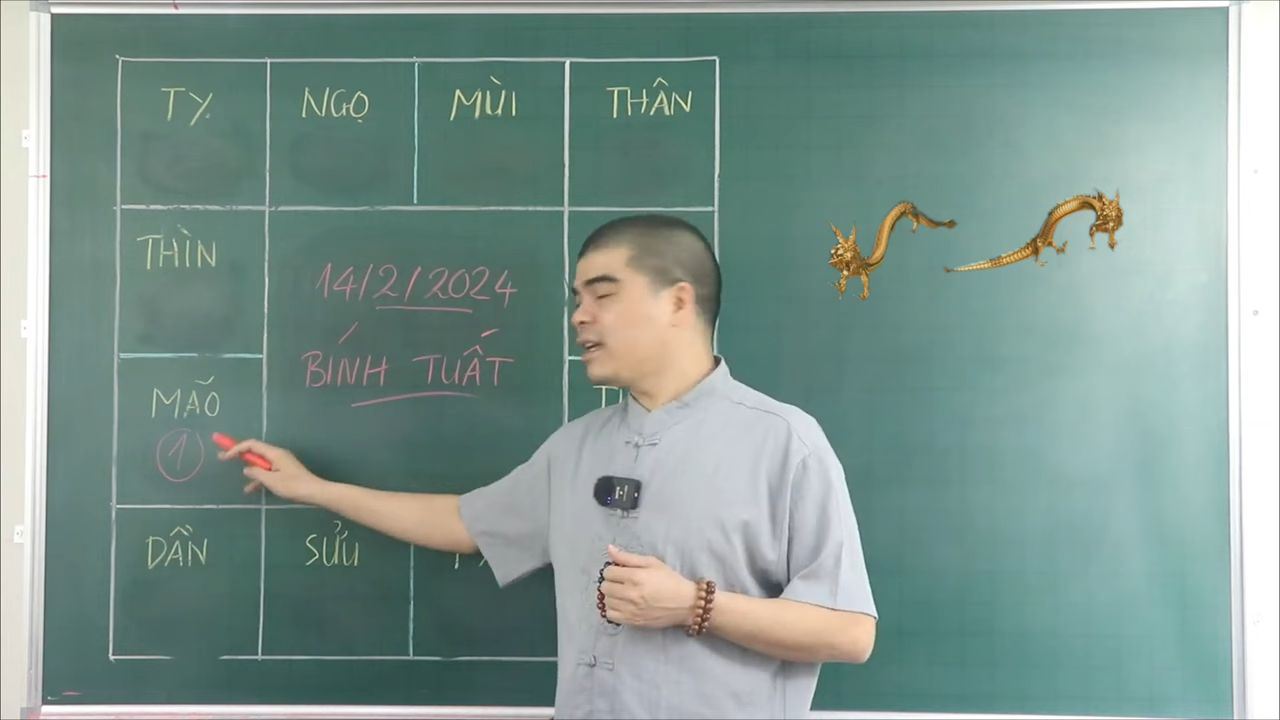 TỴ NGỌ MÙI THÂN
THÌN
14/2/2024
BÍNH TUẤT
MÃO
1
DẦN SỬU